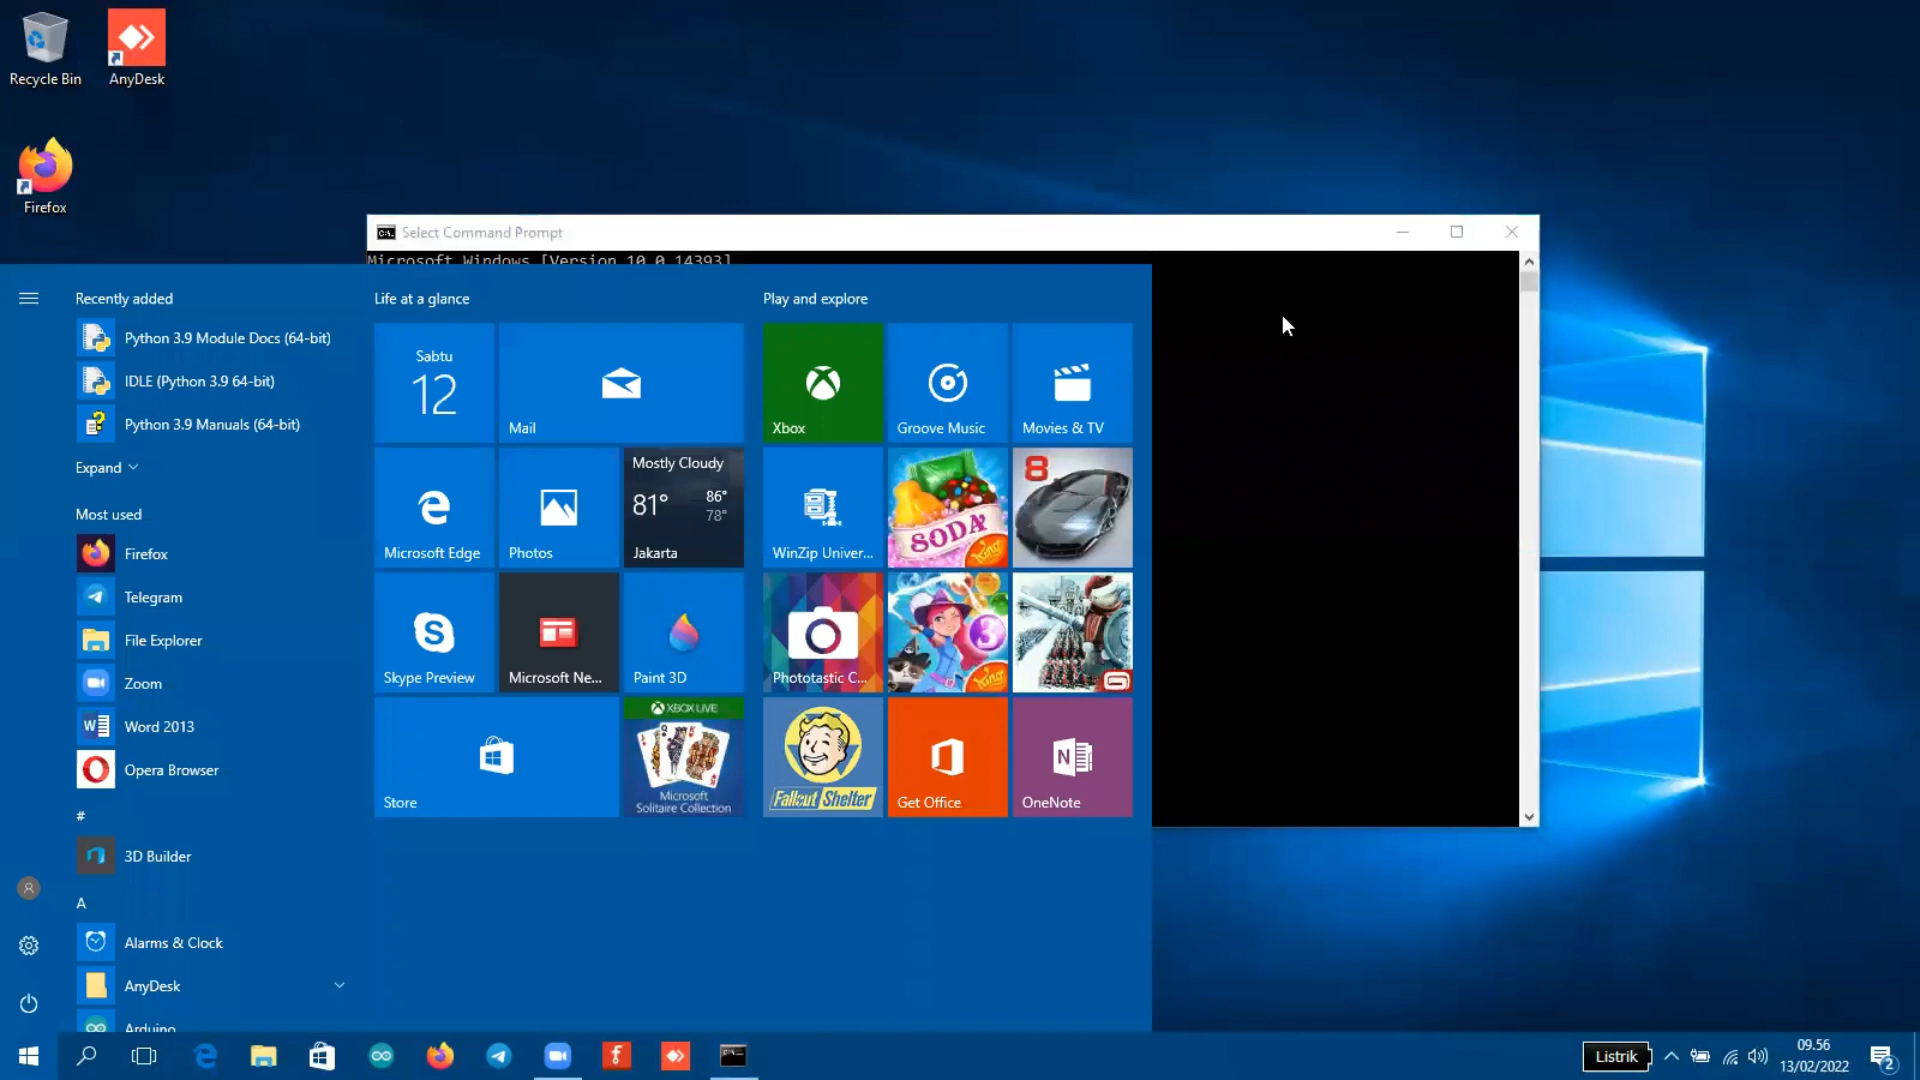 Recycle Bin
AnyDesk
Firefox
Select Command Prompt
Microsoft Windows [Version 10.0.14393]
Recently added
Python 3.9 Module Docs (64-bit)
IDLE (Python 3.9 64-bit)
Python 3.9 Manuals (64-bit)
Expand
Most used
Firefox
Telegram
File Explorer
Zoom
Word 2013
Opera Browser
#
3D Builder
A
Alarms & Clock
AnyDesk
Arduino
Life at a glance
Sabtu
12
Mail
Microsoft Edge
Photos
Mostly Cloudy
81°
86°
78°
Jakarta
Skype Preview
Microsoft Ne...
Paint 3D
Store
XBOX LIVE
Microsoft
Solitaire Collection
Play and explore
Xbox
Groove Music
Movies & TV
WinZip Univer...
SODA
King
8
Phototastic C...
3
King
Fallout Shelter
Get Office
OneNote
Listrik
09.56
13/02/2022
2